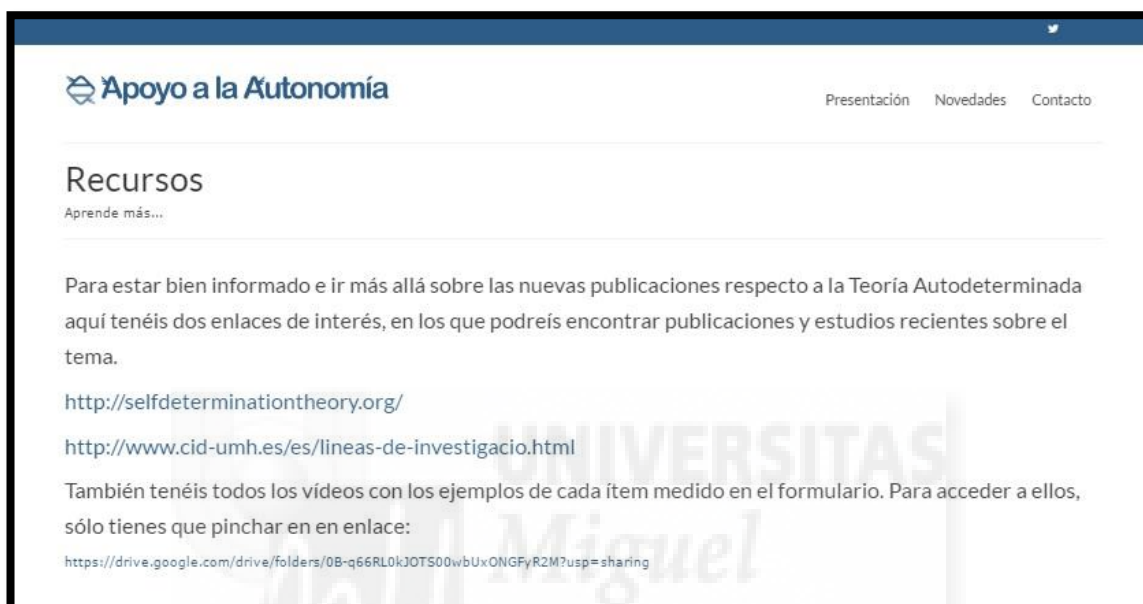 Apoyo a la Autonomía
Presentación Novedades Contacto
Recursos
Aprende más...
Para estar bien informado e ir más allá sobre las nuevas publicaciones respecto a la Teoría Autodeterminada
aquí tenéis dos enlaces de interés, en los que podreís encontrar publicaciones y estudios recientes sobre el
tema.
http://selfdeterminationtheory.org/
http://www.cid-umh.es/es/lineas-de-investigacio.html
UNIVERSITAS
También tenéis todos los vídeos con los ejemplos de cada ítem medido en el formulario. Para acceder a ellos,
sólo tienes que pinchar en en enlace:
Miguel
https://drive.google.com/drive/folders/0B-q66RL0kJOTS00wbUxONGFyR2M?usp=sharing